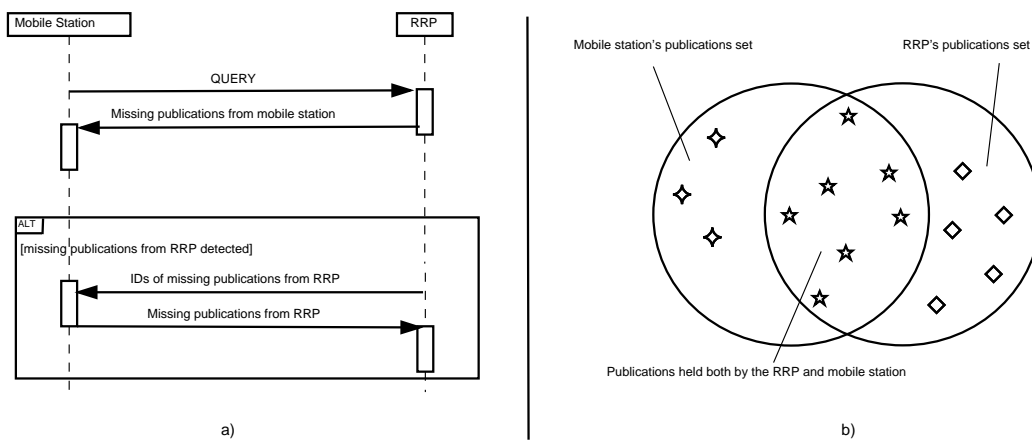 Mobile Station
RRP
QUERY
Missing publications from mobile station
ALT
[missing publications from RRP detected]
IDs of missing publications from RRP
Missing publications from RRP
a)
Mobile station's publications set
RRP's publications set
Publications held both by the RRP and mobile station
b)